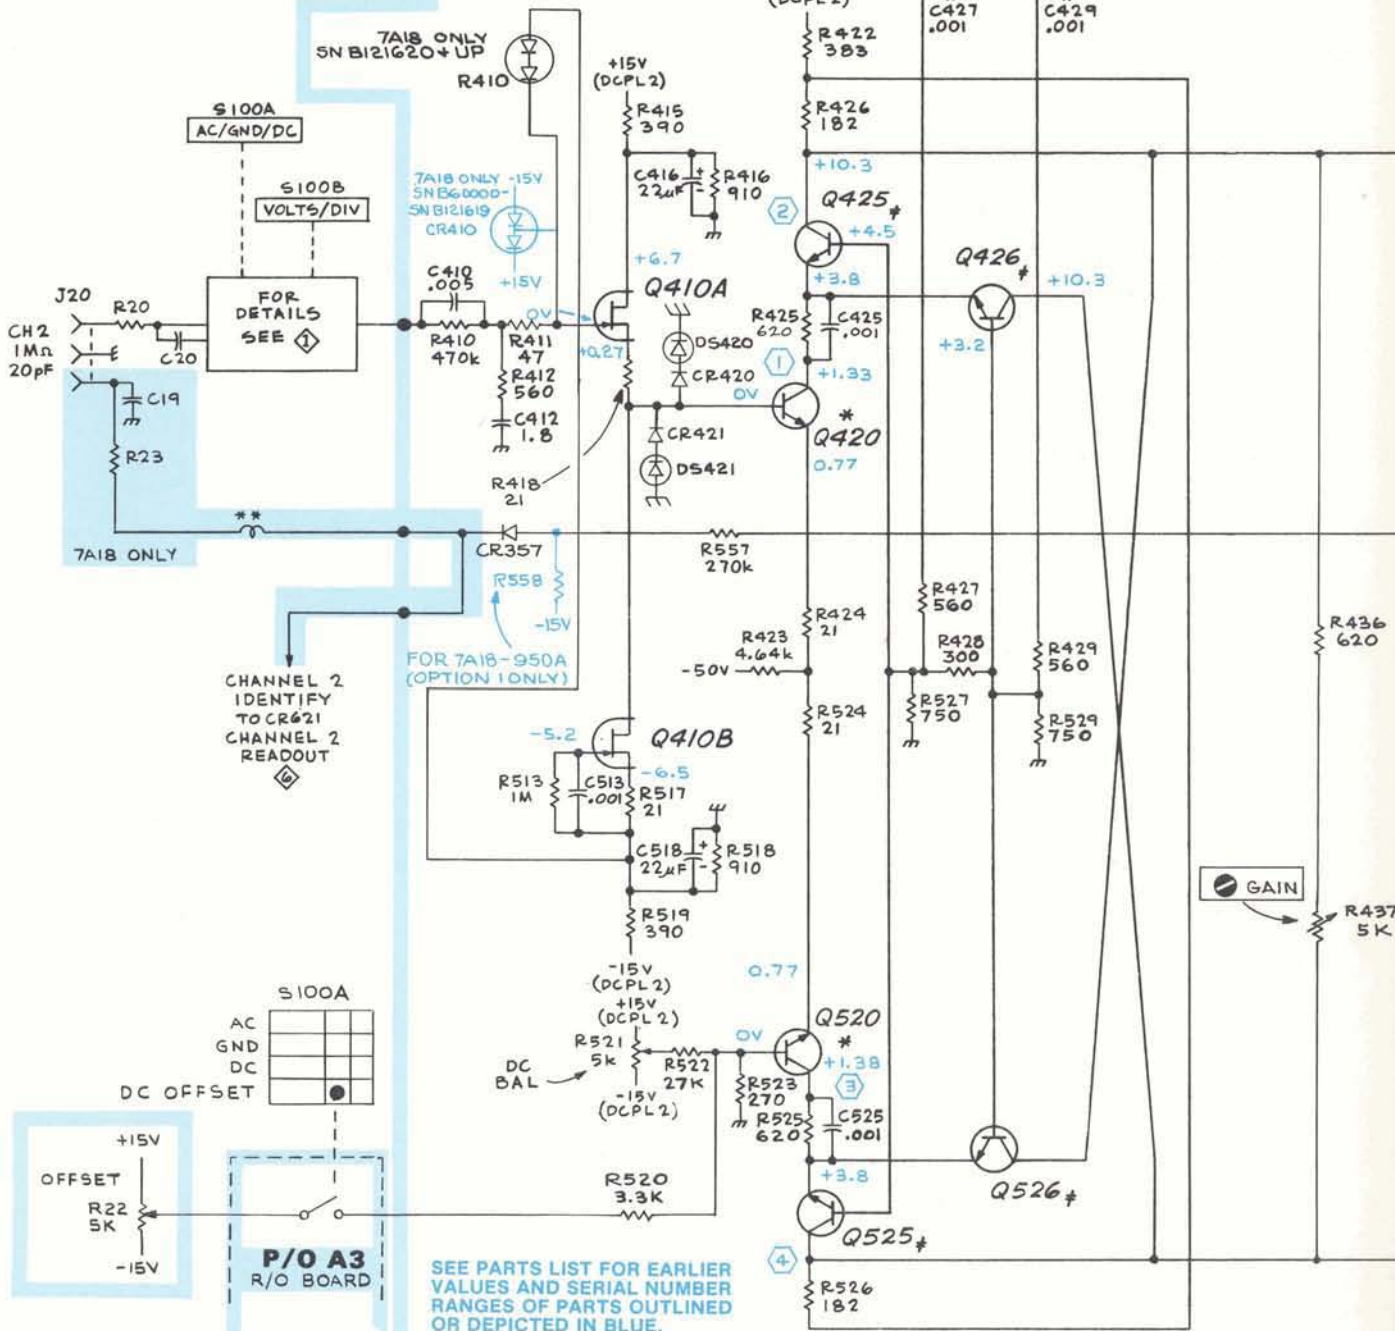 (DCPL 2)
C427
.001
C429
.001
R422
383
7A18 ONLY
SN B121620 & UP
R410
+15V
(DCPL 2)
R415
390
R426
182
S100A
AC/GND/DC
+10.3
7A18 ONLY -15V
SN B60000-
SN B121619
CR410
+15V
C416
22µF
+
-
R416
910
2
Q425 ‡
+4.5
S100B
VOLTS/DIV
+6.7
Q410A
+3.8
Q426 ‡
+10.3
J20
R20
C20
FOR
DETAILS
SEE 1
C410
.005
0V
R410
470k
R411
47
+0.27
DS420
CR420
R425
620
C425
.001
+3.2
CH 2
1MΩ
20pF
1
+1.33
C19
R412
560
C412
1.8
0V
*
Q420
0.77
CR421
DS421
R23
R418
21
**
7A18 ONLY
CR357
R557
270k
R558
-15V
R427
560
R424
21
R423
4.64k
-50V
R428
300
R429
560
R436
620
FOR 7A18-950A
(OPTION 1 ONLY)
CHANNEL 2
IDENTIFY
TO CR621
CHANNEL 2
READOUT
6
R524
21
R527
750
R529
750
-5.2
Q410B
-6.5
R513
1M
C513
.001
R517
21
C518
22µF
+
-
R518
910
GAIN
R437
5K
R519
390
-15V
(DCPL 2)
+15V
(DCPL 2)
0.77
S100A
AC
GND
DC
DC OFFSET
DC
BAL
R521
5k
R522
27K
-15V
(DCPL 2)
0V
Q520
*
+1.38
3
R523
270
R525
620
C525
.001
+15V
OFFSET
R22
5K
-15V
R520
3.3K
+3.8
Q526 ‡
Q525 ‡
P/O A3
R/O BOARD
4
R526
182
SEE PARTS LIST FOR EARLIER
VALUES AND SERIAL NUMBER
RANGES OF PARTS OUTLINED
OR DEPICTED IN BLUE.